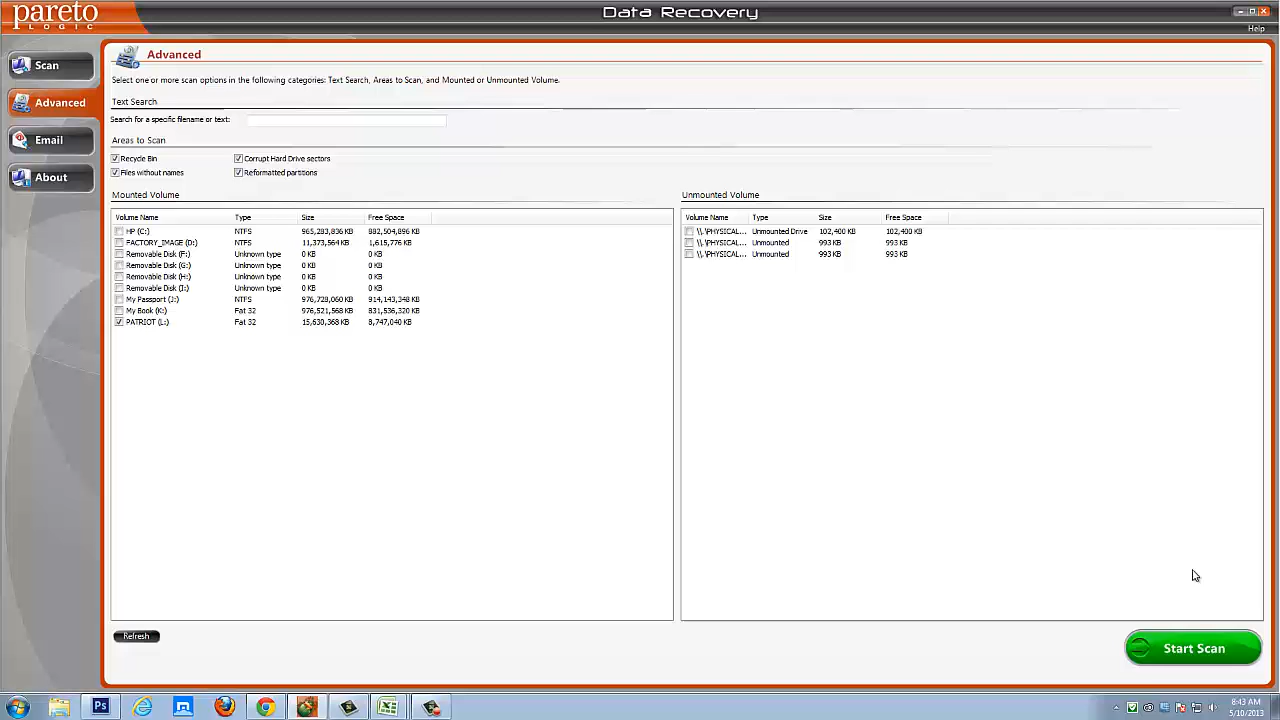 pareto
LOGIC
Data Recovery
Help
Scan
Advanced
Email
About
Advanced
Select one or more scan options in the following categories: Text Search, Areas to Scan, and Mounted or Unmounted Volume.
Text Search
Search for a specific filename or text:
Areas to Scan
Recycle Bin Corrupt Hard Drive sectors
Files without names Reformatted partitions
Mounted Volume
Volume Name Type Size Free Space
HP (C:) NTFS 965,283,836 KB 882,504,896 KB
FACTORY_IMAGE (D:) NTFS 11,373,564 KB 1,615,776 KB
Removable Disk (F:) Unknown type 0 KB 0 KB
Removable Disk (G:) Unknown type 0 KB 0 KB
Removable Disk (H:) Unknown type 0 KB 0 KB
Removable Disk (I:) Unknown type 0 KB 0 KB
My Passport (J:) NTFS 976,728,060 KB 914,143,348 KB
My Book (K:) Fat 32 976,521,568 KB 831,536,320 KB
PATRIOT (L:) Fat 32 15,630,368 KB 8,747,040 KB
Unmounted Volume
Volume Name Type Size Free Space
\\.\PHYSICAL... Unmounted Drive 102,400 KB 102,400 KB
\\.\PHYSICAL... Unmounted 993 KB 993 KB
\\.\PHYSICAL... Unmounted 993 KB 993 KB
Refresh
Start Scan
Ps
8:43 AM
5/10/2013